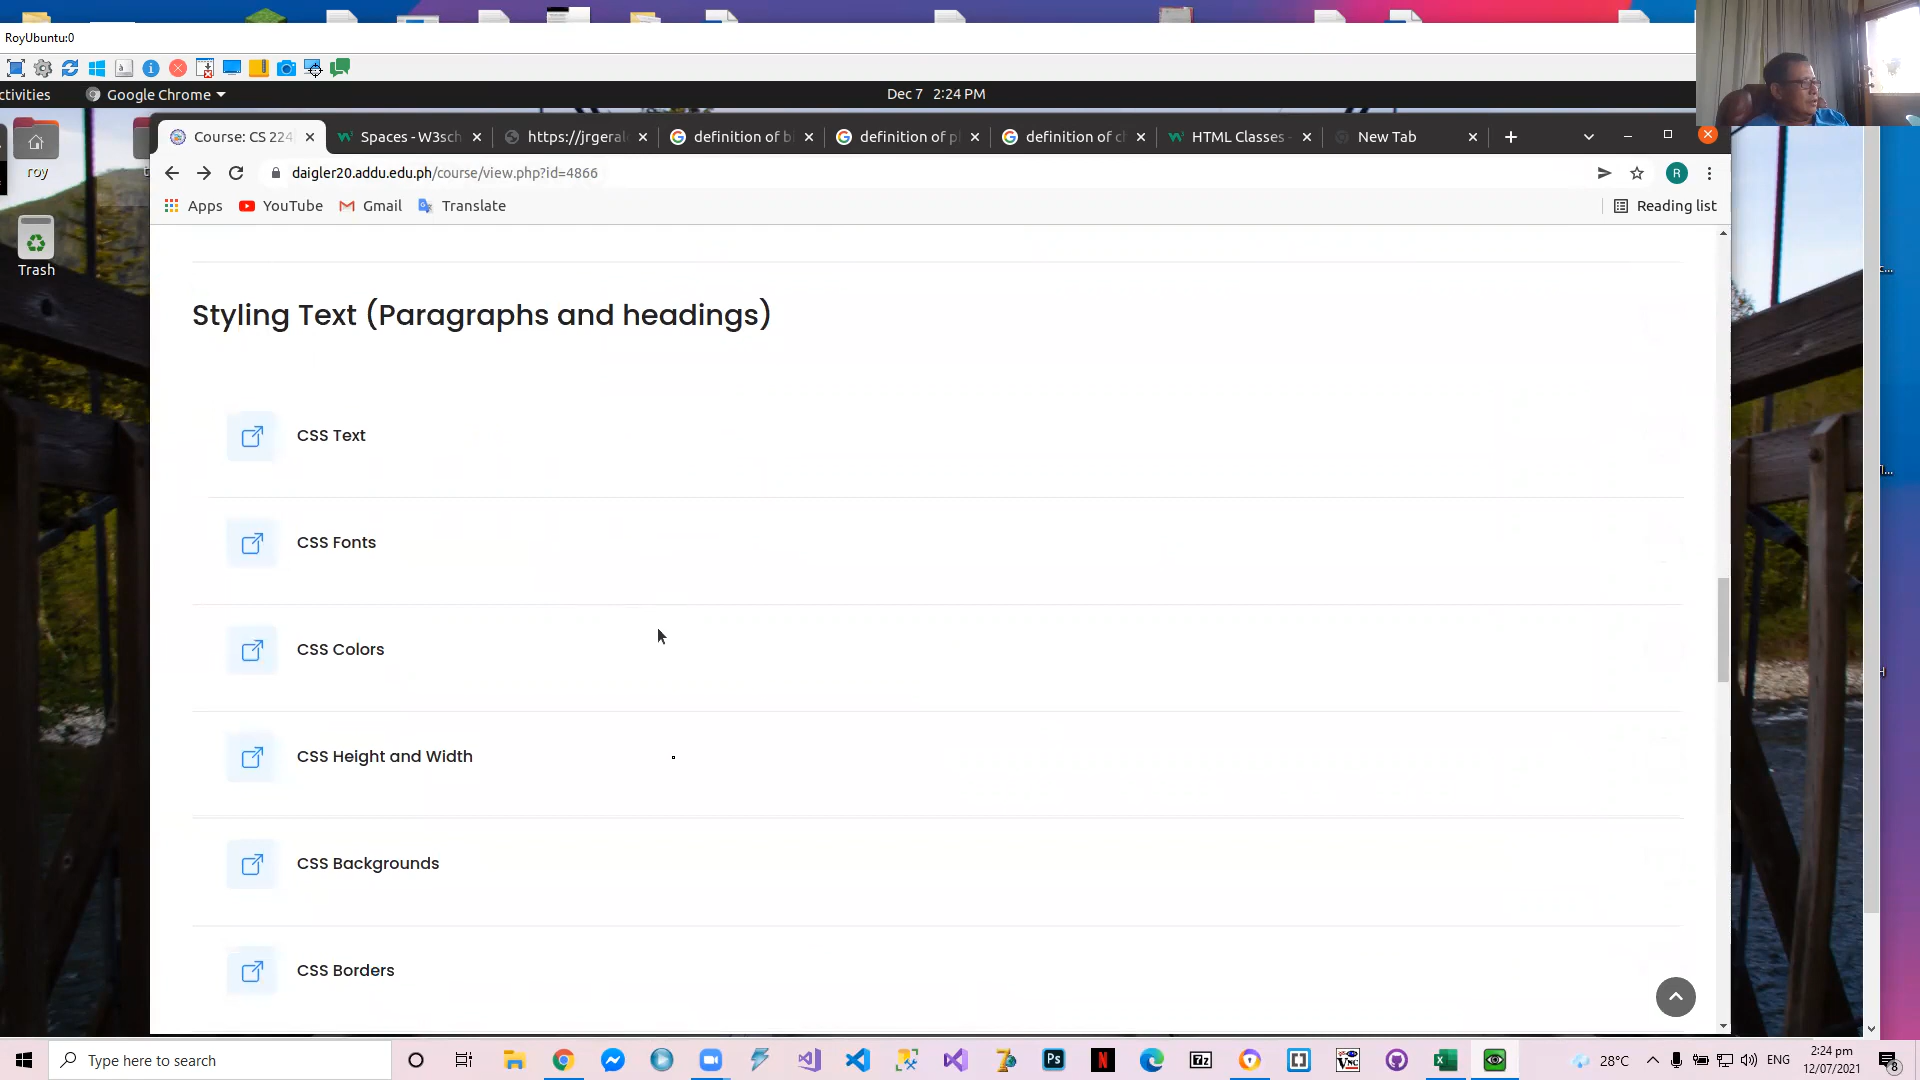 RoyUbuntu:0
ctivities
Google Chrome
Dec 7 2:24 PM
Course: CS 224
Spaces - W3sch
https://jrgeral
definition of b
definition of p
definition of c
HTML Classes -
New Tab
daigler20.addu.edu.ph/course/view.php?id=4866
R
Apps
YouTube
Gmail
Translate
Reading list
roy
Trash
Styling Text (Paragraphs and headings)
CSS Text
CSS Fonts
CSS Colors
CSS Height and Width
CSS Backgrounds
CSS Borders
Type here to search
Ps
N
7z
28°C
ENG
2:24 pm
12/07/2021
8